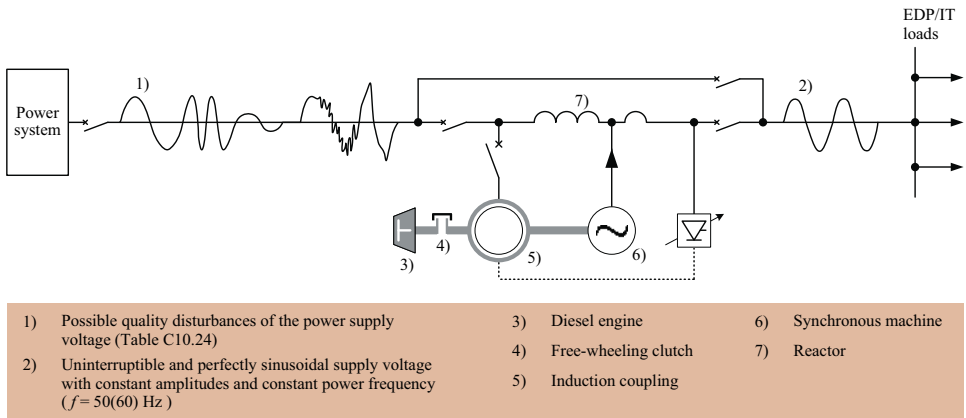 EDP/IT
loads
1)
7)
2)
Power
system
3)
4)
5)
6)
1) Possible quality disturbances of the power supply
voltage (Table C10.24)
2) Uninterruptible and perfectly sinusoidal supply voltage
with constant amplitudes and constant power frequency
( f = 50(60) Hz )
3) Diesel engine
4) Free-wheeling clutch
5) Induction coupling
6) Synchronous machine
7) Reactor